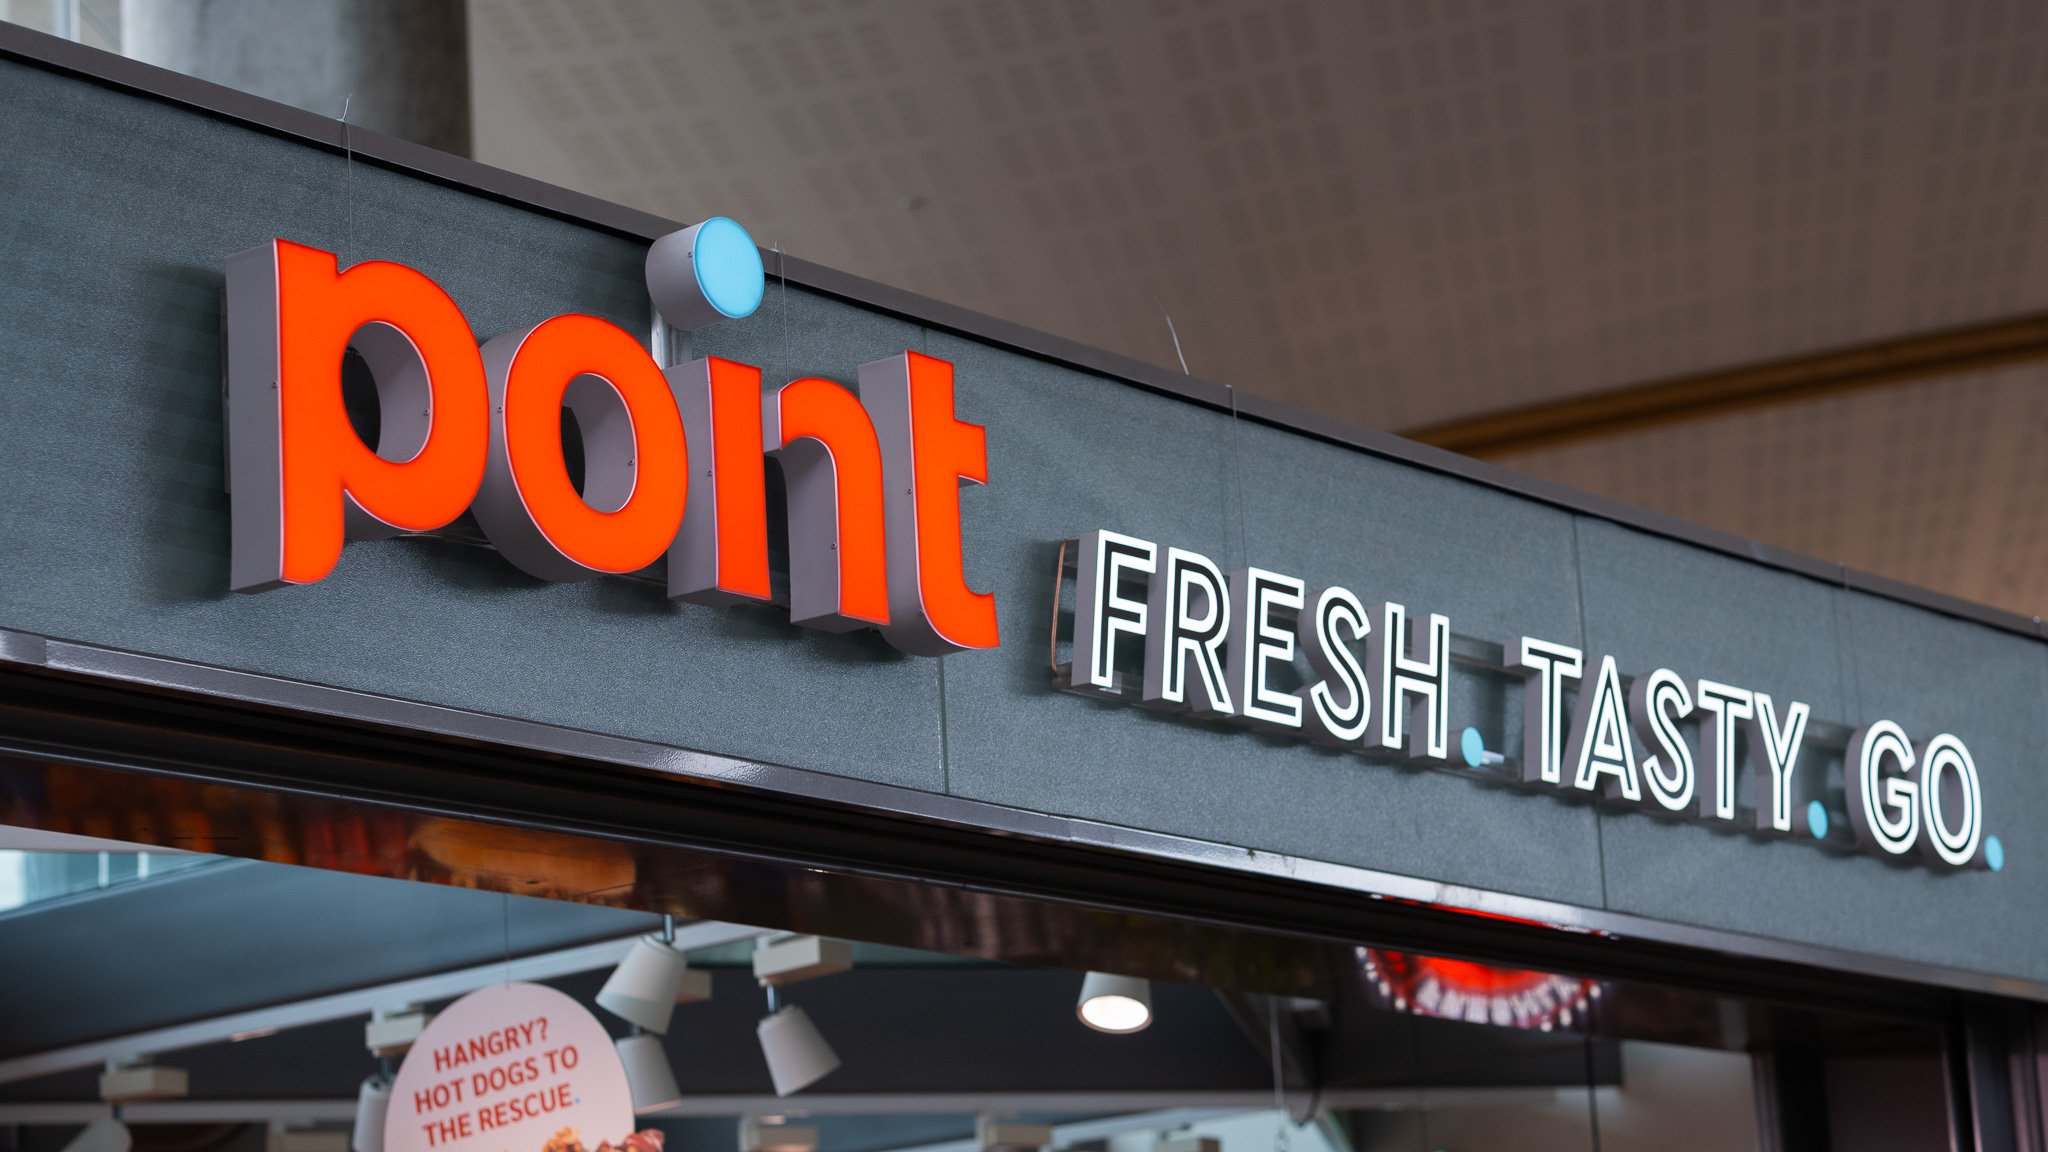 point
FRESH. TASTY. GO.
HANGRY?
HOT DOGS TO
THE RESCUE.